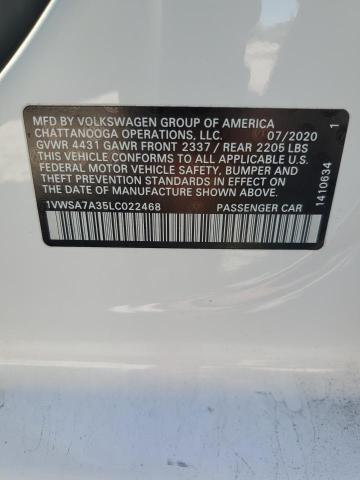 MFD BY VOLKSWAGEN GROUP OF AMERICA
CHATTANOOGA OPERATIONS, LLC. 07/2020
GVWR 4431 GAWR FRONT 2337 / REAR 2205 LBS
THIS VEHICLE CONFORMS TO ALL APPLICABLE
FEDERAL MOTOR VEHICLE SAFETY, BUMPER AND
THEFT PREVENTION STANDARDS IN EFFECT ON
THE DATE OF MANUFACTURE SHOWN ABOVE
1VWSA7A35LC022468 PASSENGER CAR
1410634 1